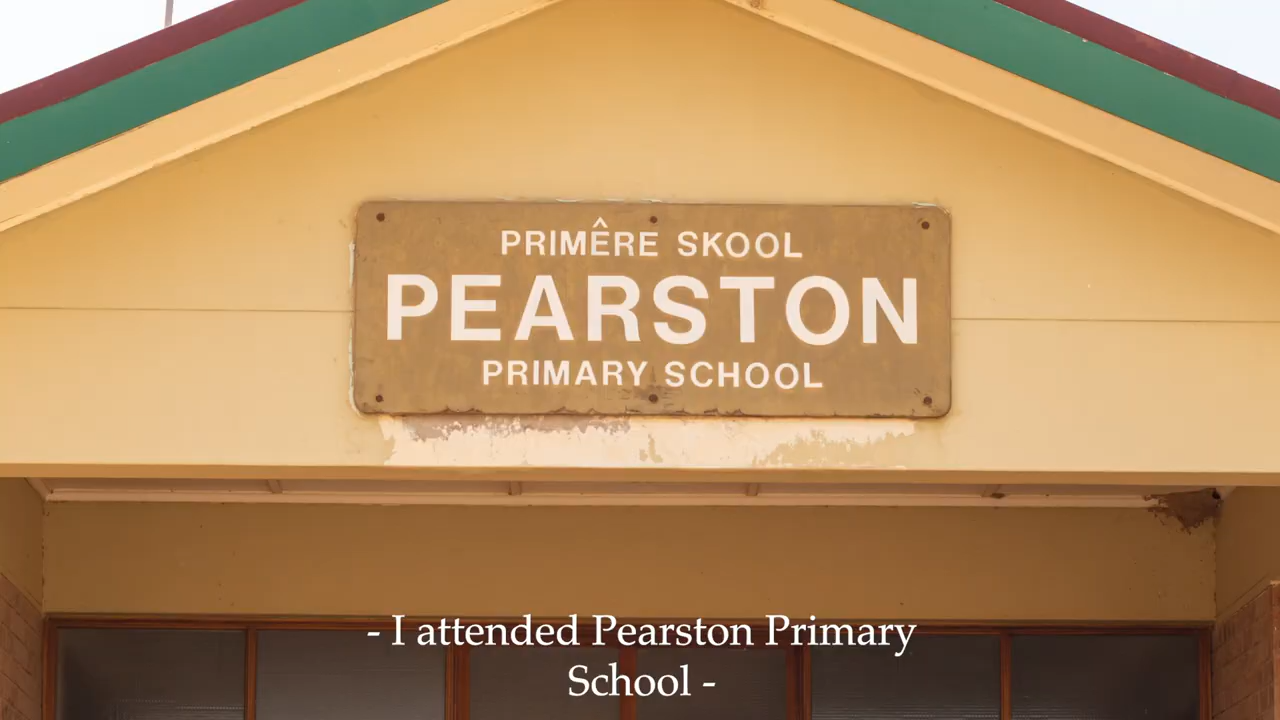 PRIMÊRE SKOOL
PEARSTON
PRIMARY SCHOOL
- I attended Pearston Primary
School -